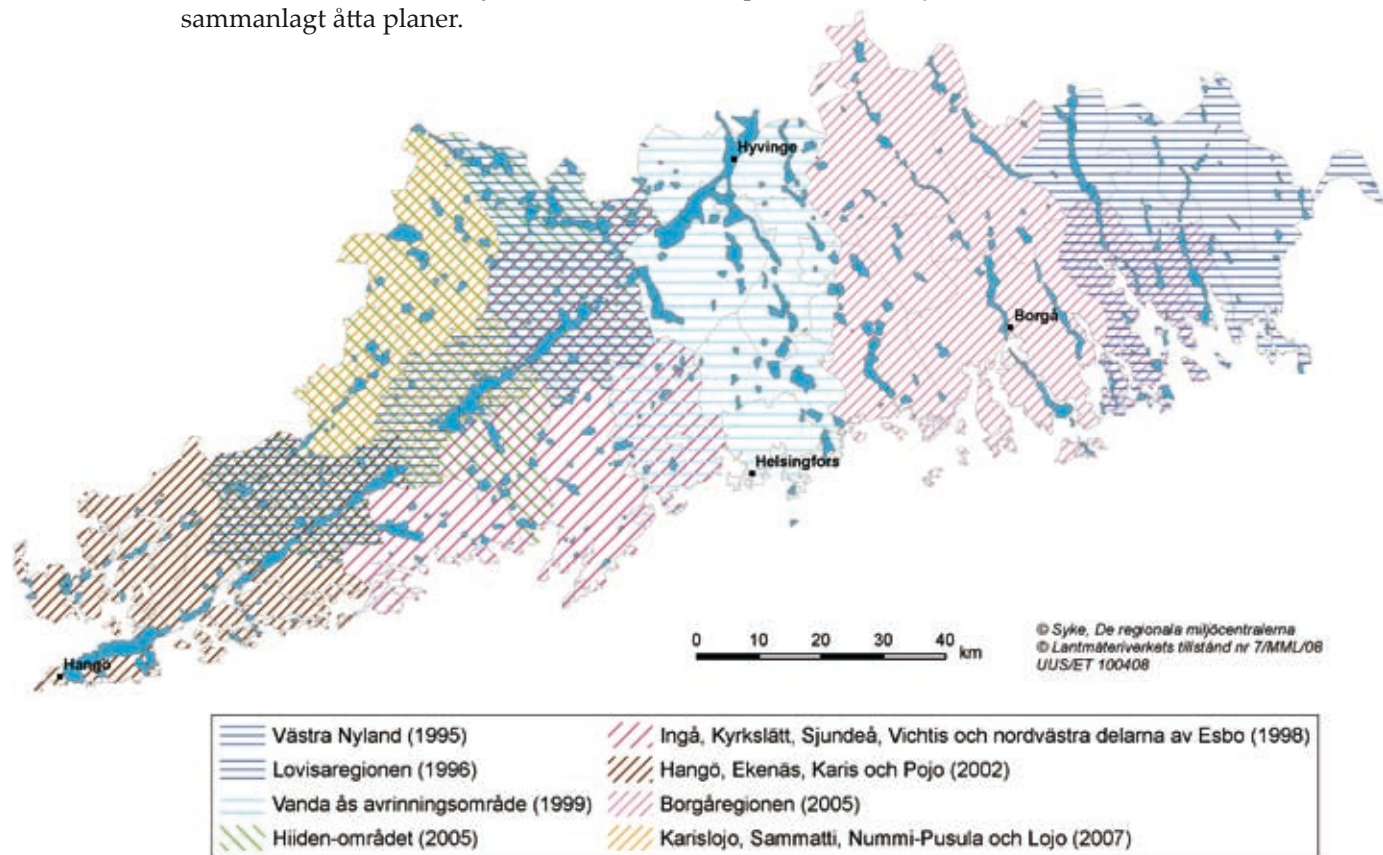 sammanlagt åtta planer.
Hyvinge
Borgå
Helsingfors
Hangö
0 10 20 30 40 km
© Syke, De regionala miljöcentralerna
© Lantmäteriverkets tillstånd nr 7/MML/08
UUS/ET 100408
Västra Nyland (1995)
Lovisaregionen (1996)
Vanda ås avrinningsområde (1999)
Hiiden-området (2005)
Ingå, Kyrkslätt, Sjundeå, Vichtis och nordvästra delarna av Esbo (1998)
Hangö, Ekenäs, Karis och Pojo (2002)
Borgåregionen (2005)
Karislojo, Sammatti, Nummi-Pusula och Lojo (2007)